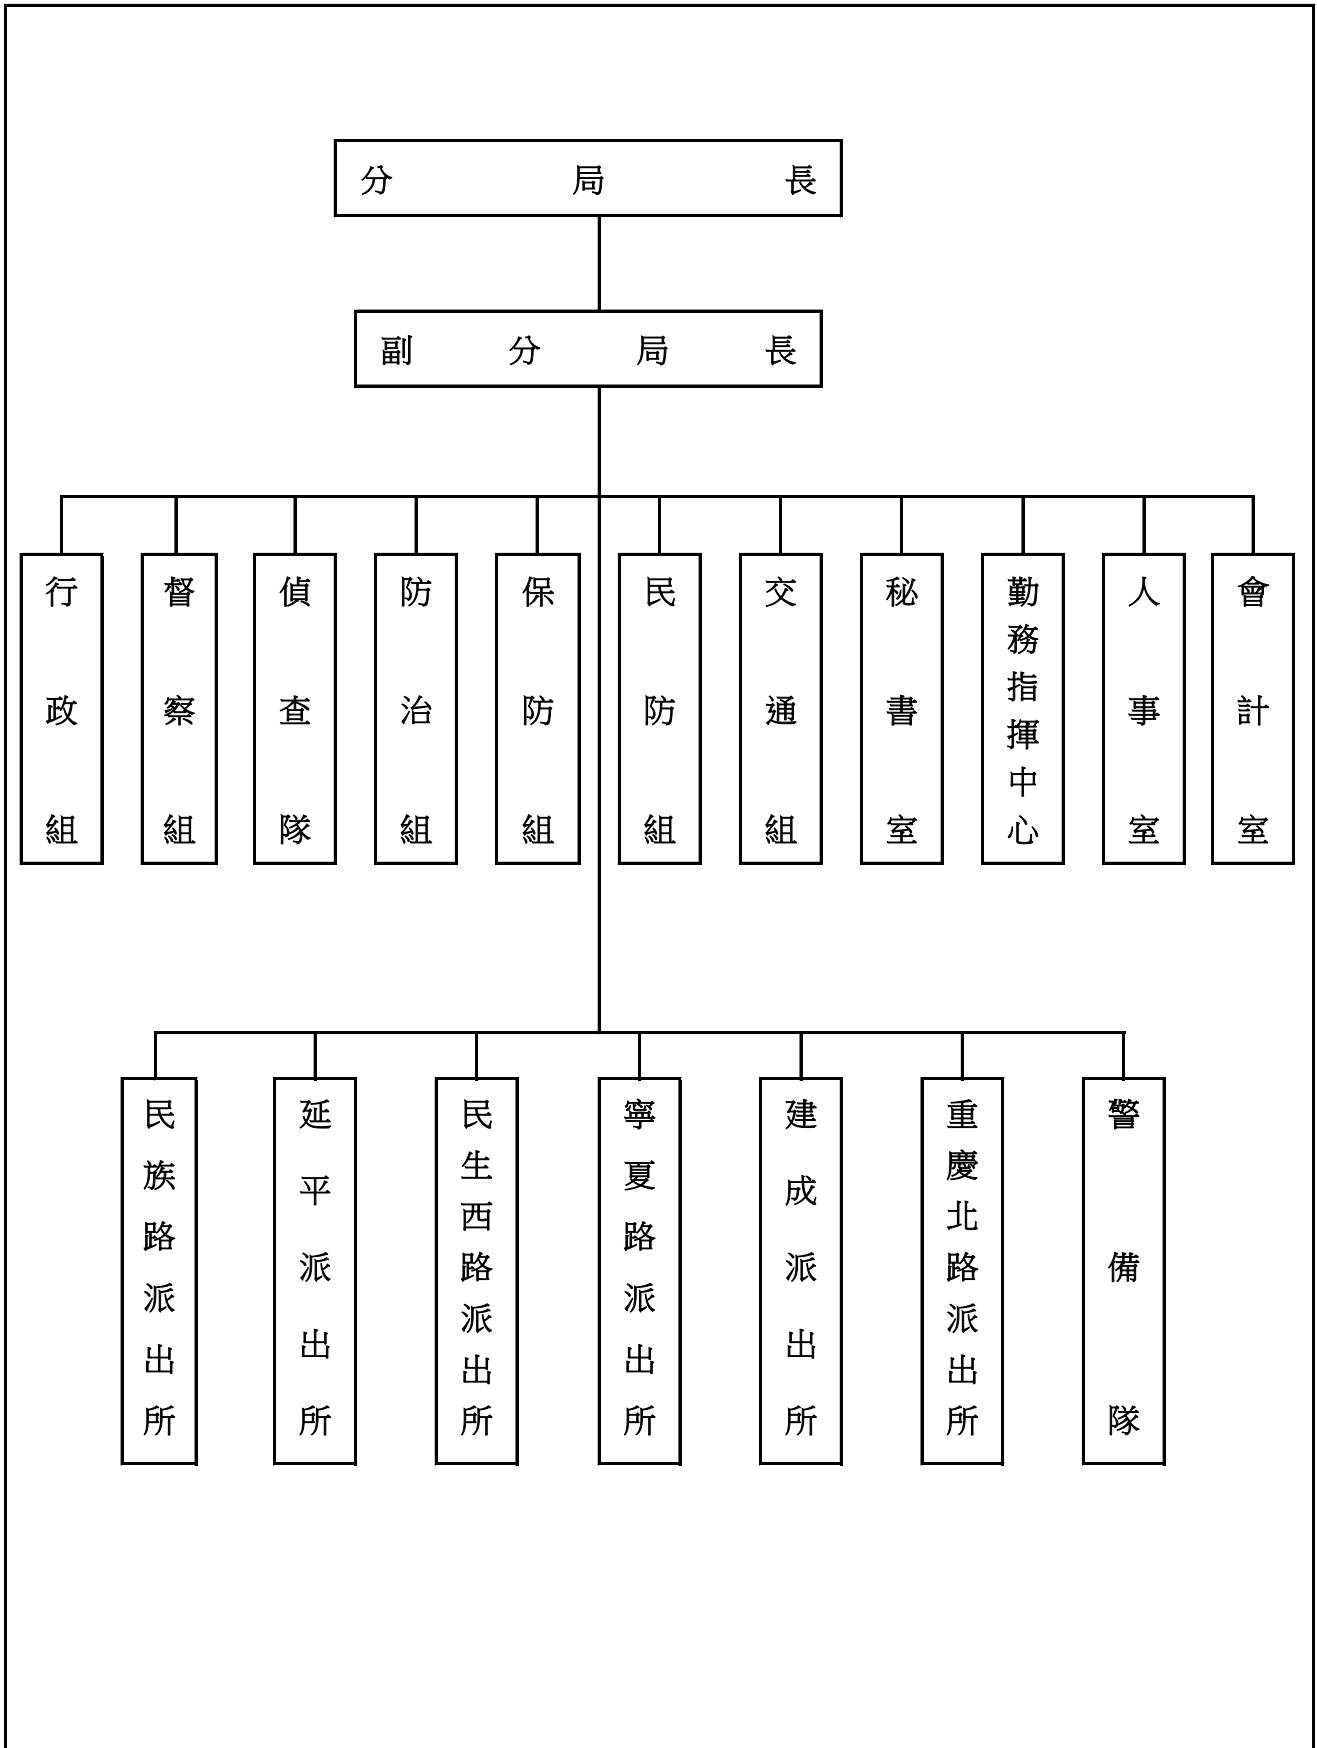 分局長
副分局長
行政組
督察組
偵查隊
防治組
保防組
民防組
交通組
秘書室
勤務指揮中心
人事室
會計室
民族路派出所
延平派出所
民生西路派出所
寧夏路派出所
建成派出所
重慶北路派出所
警備隊